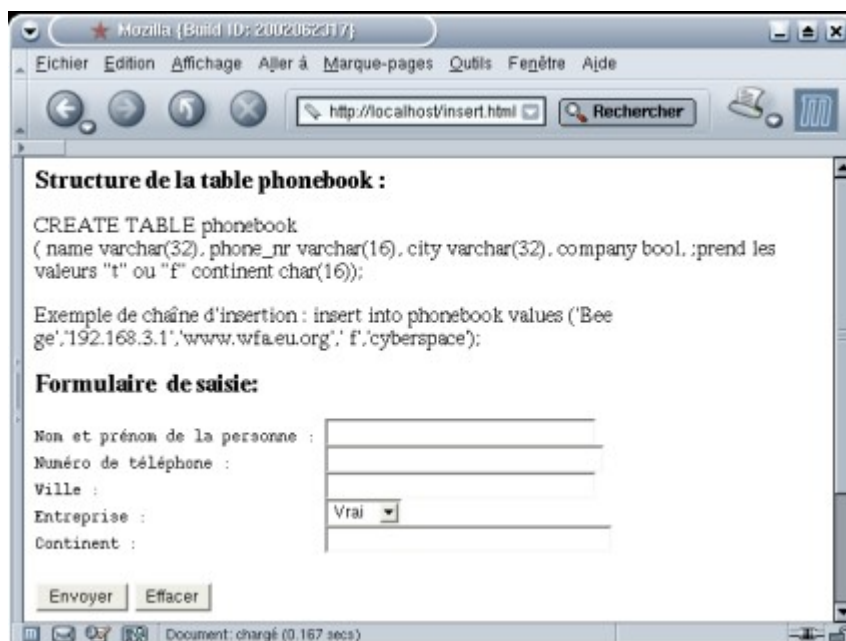 Mozilla {Build ID: 2002062317}
Fichier Edition Affichage Aller à Marque-pages Outils Fenêtre Aide
http://localhost/insert.html Rechercher
Structure de la table phonebook :
CREATE TABLE phonebook
( name varchar(32), phone_nr varchar(16), city varchar(32), company bool, ;prend les
valeurs "t" ou "f" continent char(16));
Exemple de chaîne d'insertion : insert into phonebook values ('Bee
ge','192.168.3.1','www.wfa.eu.org',' f','cyberspace');
Formulaire de saisie:
Nom et prénom de la personne :
Numéro de téléphone :
Ville :
Entreprise : Vrai
Continent :
Envoyer Effacer
Document: chargé (0.167 secs)